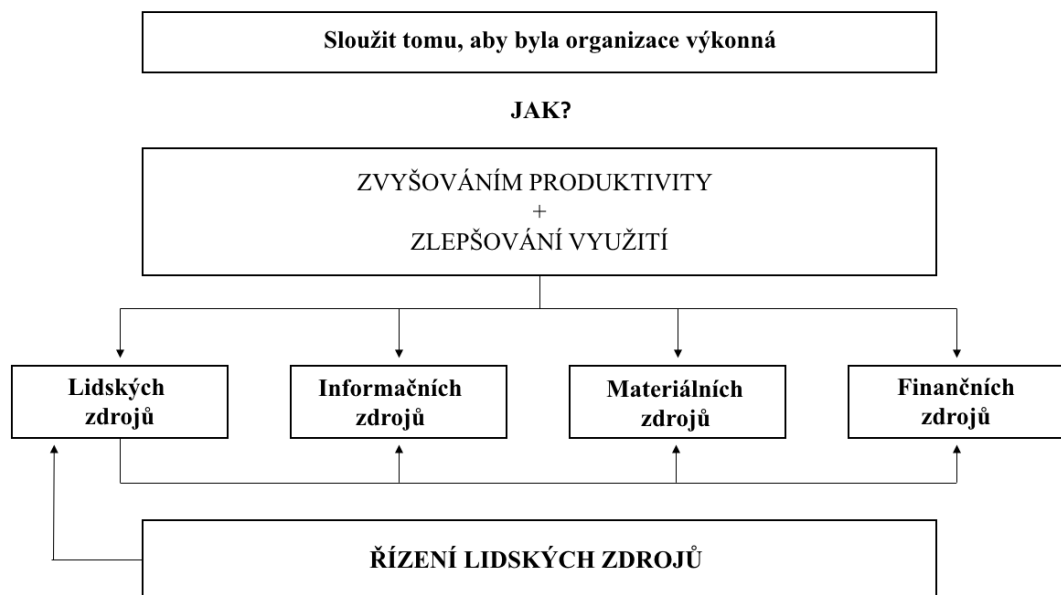 Sloužit tomu, aby byla organizace výkonná
JAK?
ZVYŠOVÁNÍM PRODUKTIVITY
+
ZLEPŠOVÁNÍ VYUŽITÍ
Lidských
zdrojů
Informačních
zdrojů
Materiálních
zdrojů
Finančních
zdrojů
ŘÍZENÍ LIDSKÝCH ZDROJŮ